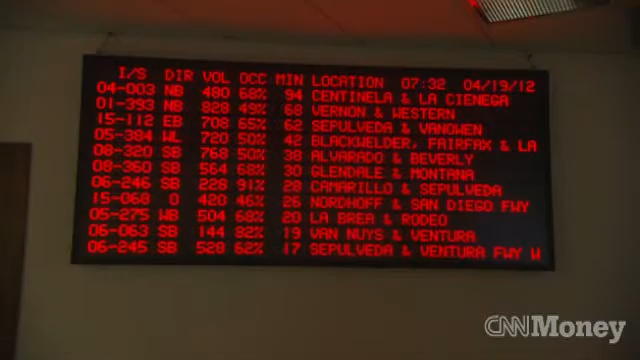 I/S DIR VOL OCC MIN LOCATION 07:32 04/19/12
04-003 NB 480 68% 94 CENTINELA & LA CIENEGA
01-393 NB 828 49% 68 VERNON & WESTERN
15-112 EB 708 65% 62 SEPULVEDA & VANOWEN
05-384 WL 720 50% 42 BLACKWELDER, FAIRFAX & LA
08-320 SB 768 50% 38 ALVARADO & BEVERLY
08-360 SB 564 68% 30 GLENDALE & MONTANA
06-246 SB 228 91% 28 CAMARILLO & SEPULVEDA
15-068 O 420 46% 26 NORDHOFF & SAN DIEGO FWY
05-275 WB 504 68% 20 LA BREA & RODEO
06-063 SB 144 82% 19 VAN NUYS & VENTURA
06-245 SB 528 62% 17 SEPULVEDA & VENTURA FWY W
CNNMoney